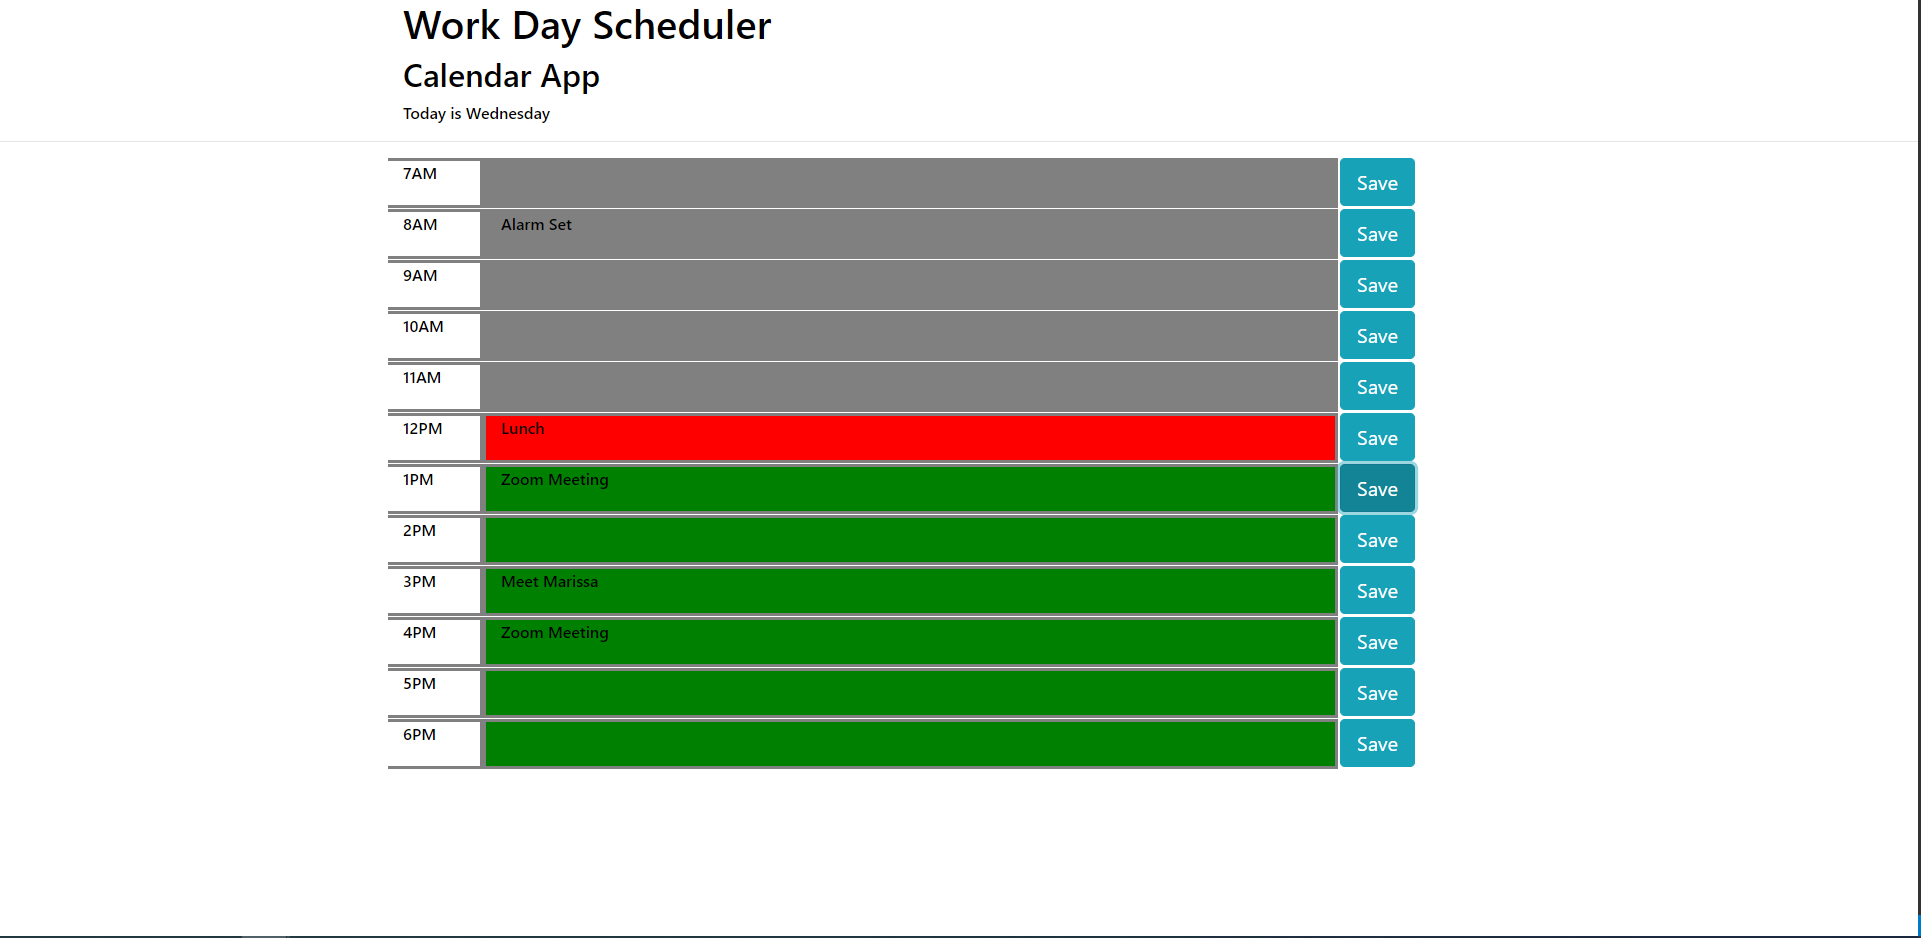 Work Day Scheduler
Calendar App
Today is Wednesday
7AM Save
8AM Alarm Set Save
9AM Save
10AM Save
11AM Save
12PM Lunch Save
1PM Zoom Meeting Save
2PM Save
3PM Meet Marissa Save
4PM Zoom Meeting Save
5PM Save
6PM Save